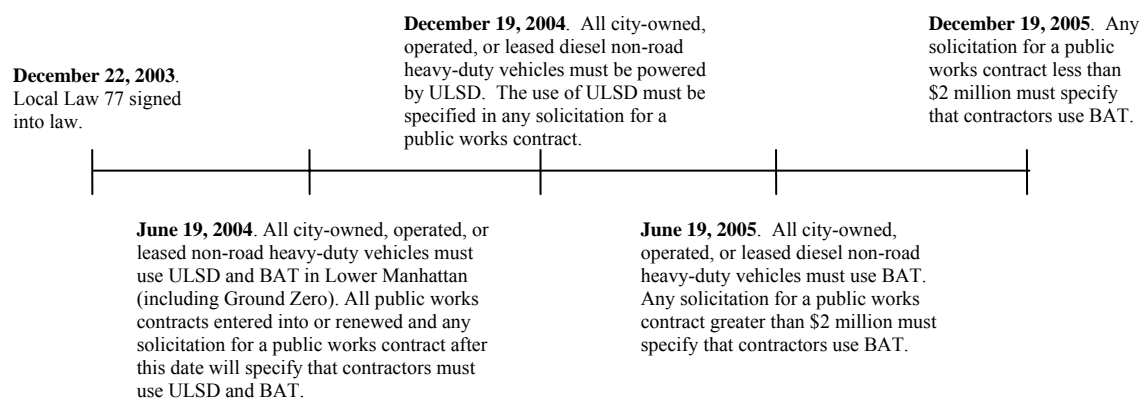 December 22, 2003.
Local Law 77 signed
into law.
June 19, 2004. All city-owned, operated, or
leased non-road heavy-duty vehicles must
use ULSD and BAT in Lower Manhattan
(including Ground Zero). All public works
contracts entered into or renewed and any
solicitation for a public works contract after
this date will specify that contractors must
use ULSD and BAT.
December 19, 2004. All city-owned,
operated, or leased diesel non-road
heavy-duty vehicles must be powered
by ULSD. The use of ULSD must be
specified in any solicitation for a
public works contract.
June 19, 2005. All city-owned,
operated, or leased diesel non-road
heavy-duty vehicles must use BAT.
Any solicitation for a public works
contract greater than $2 million must
specify that contractors use BAT.
December 19, 2005. Any
solicitation for a public
works contract less than
$2 million must specify
that contractors use BAT.